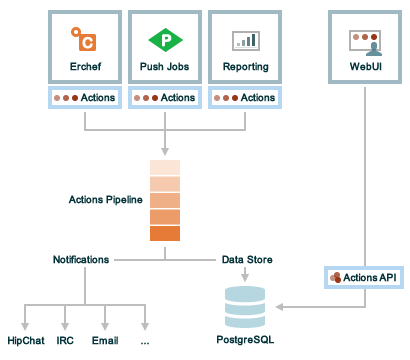 C
P
Erchef
Push Jobs
Reporting
WebUI
Actions
Actions
Actions
Actions Pipeline
Notifications
Data Store
Actions API
HipChat
IRC
Email
...
PostgreSQL